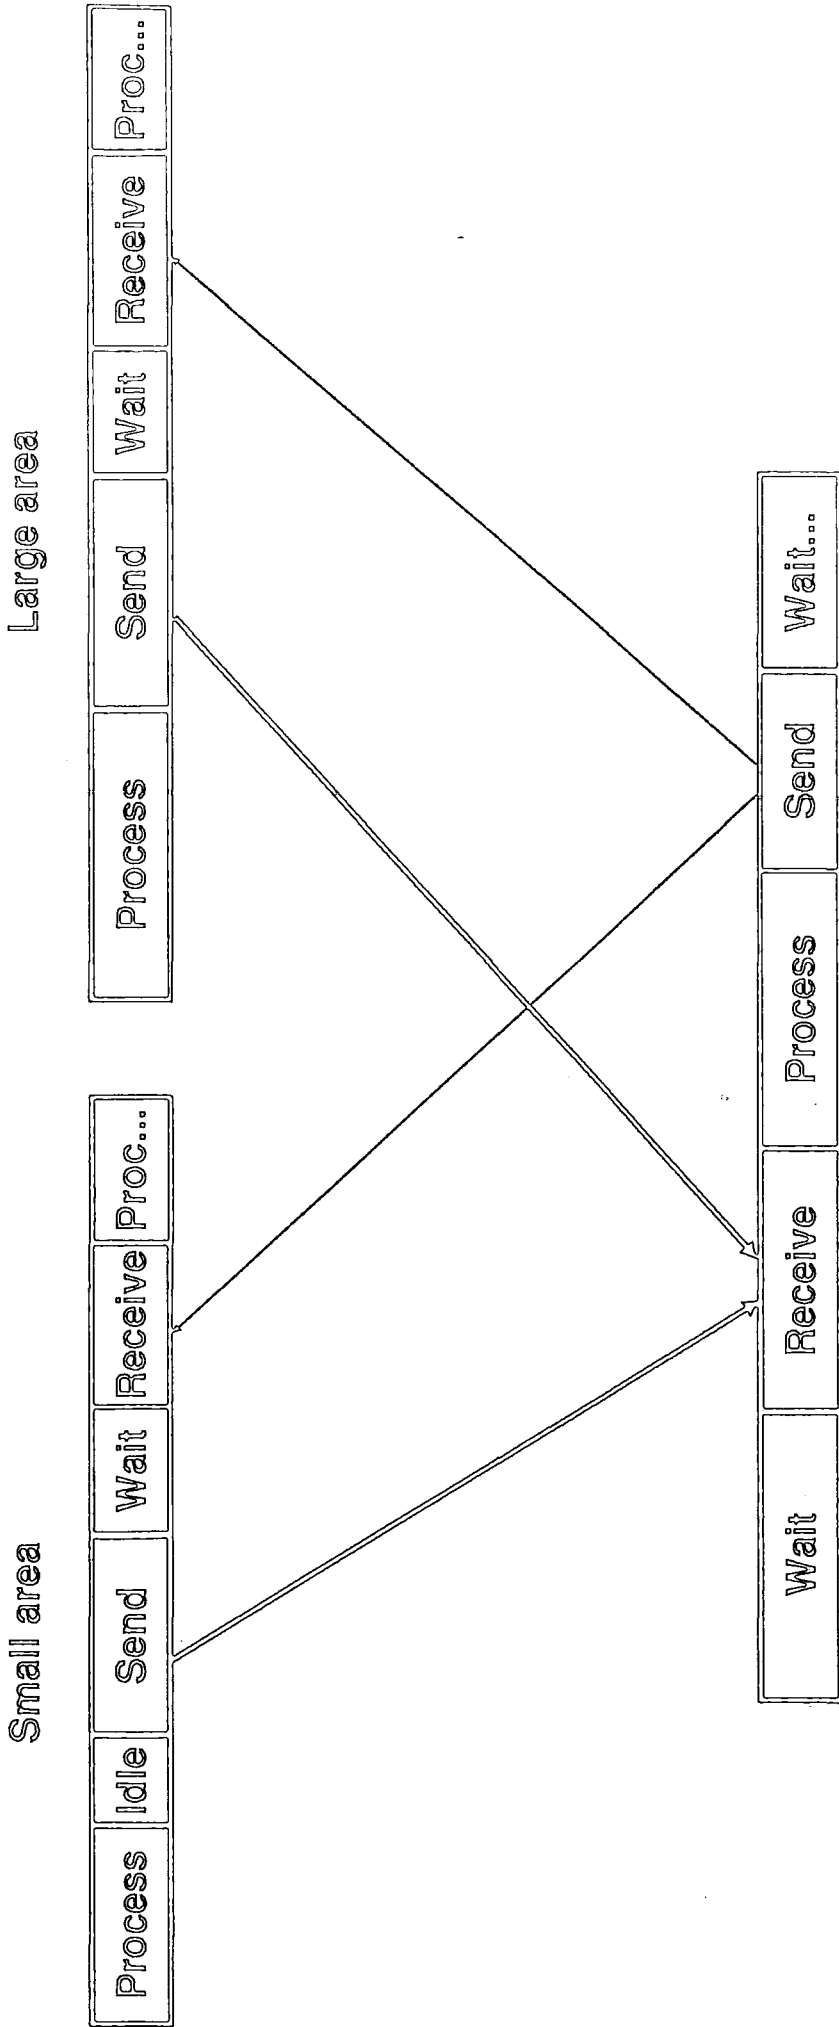 Small area
Large area
Process Idle Send Wait Receive Proc...
Process Send Wait Receive Proc...
Wait Receive Process Send Wait...